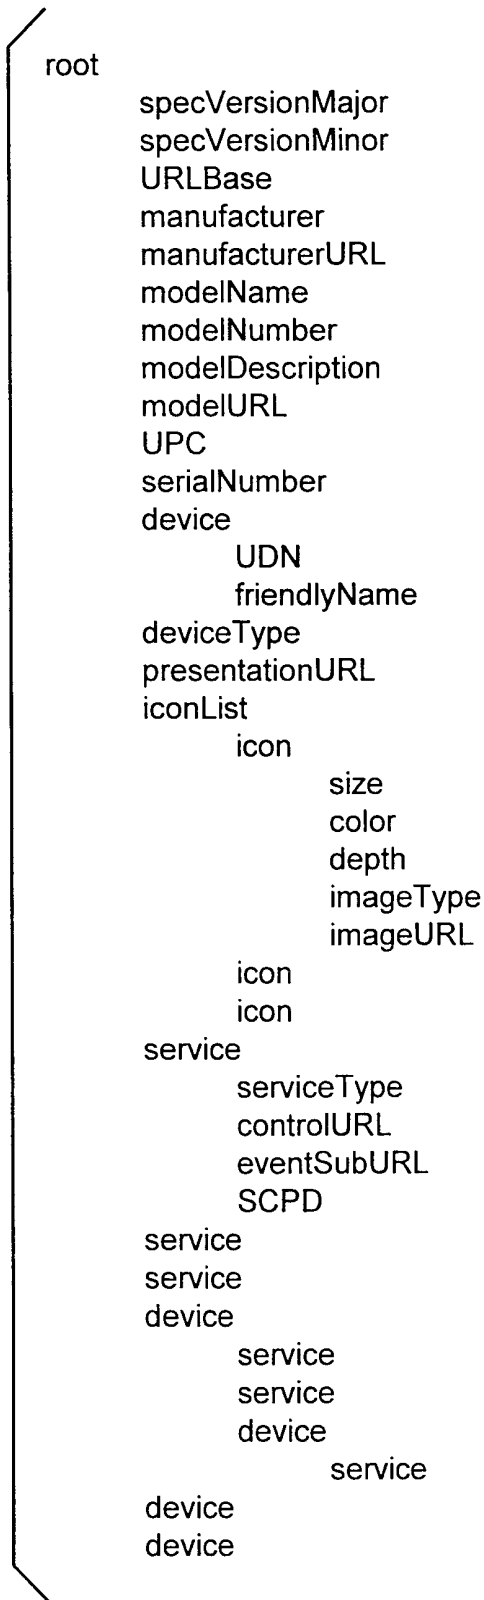 root
specVersionMajor
specVersionMinor
URLBase
manufacturer
manufacturerURL
modelName
modelNumber
modelDescription
modelURL
UPC
serialNumber
device
UDN
friendlyName
deviceType
presentationURL
iconList
icon
size
color
depth
imageType
imageURL
icon
icon
service
serviceType
controlURL
eventSubURL
SCPD
service
service
device
service
service
device
service
device
device